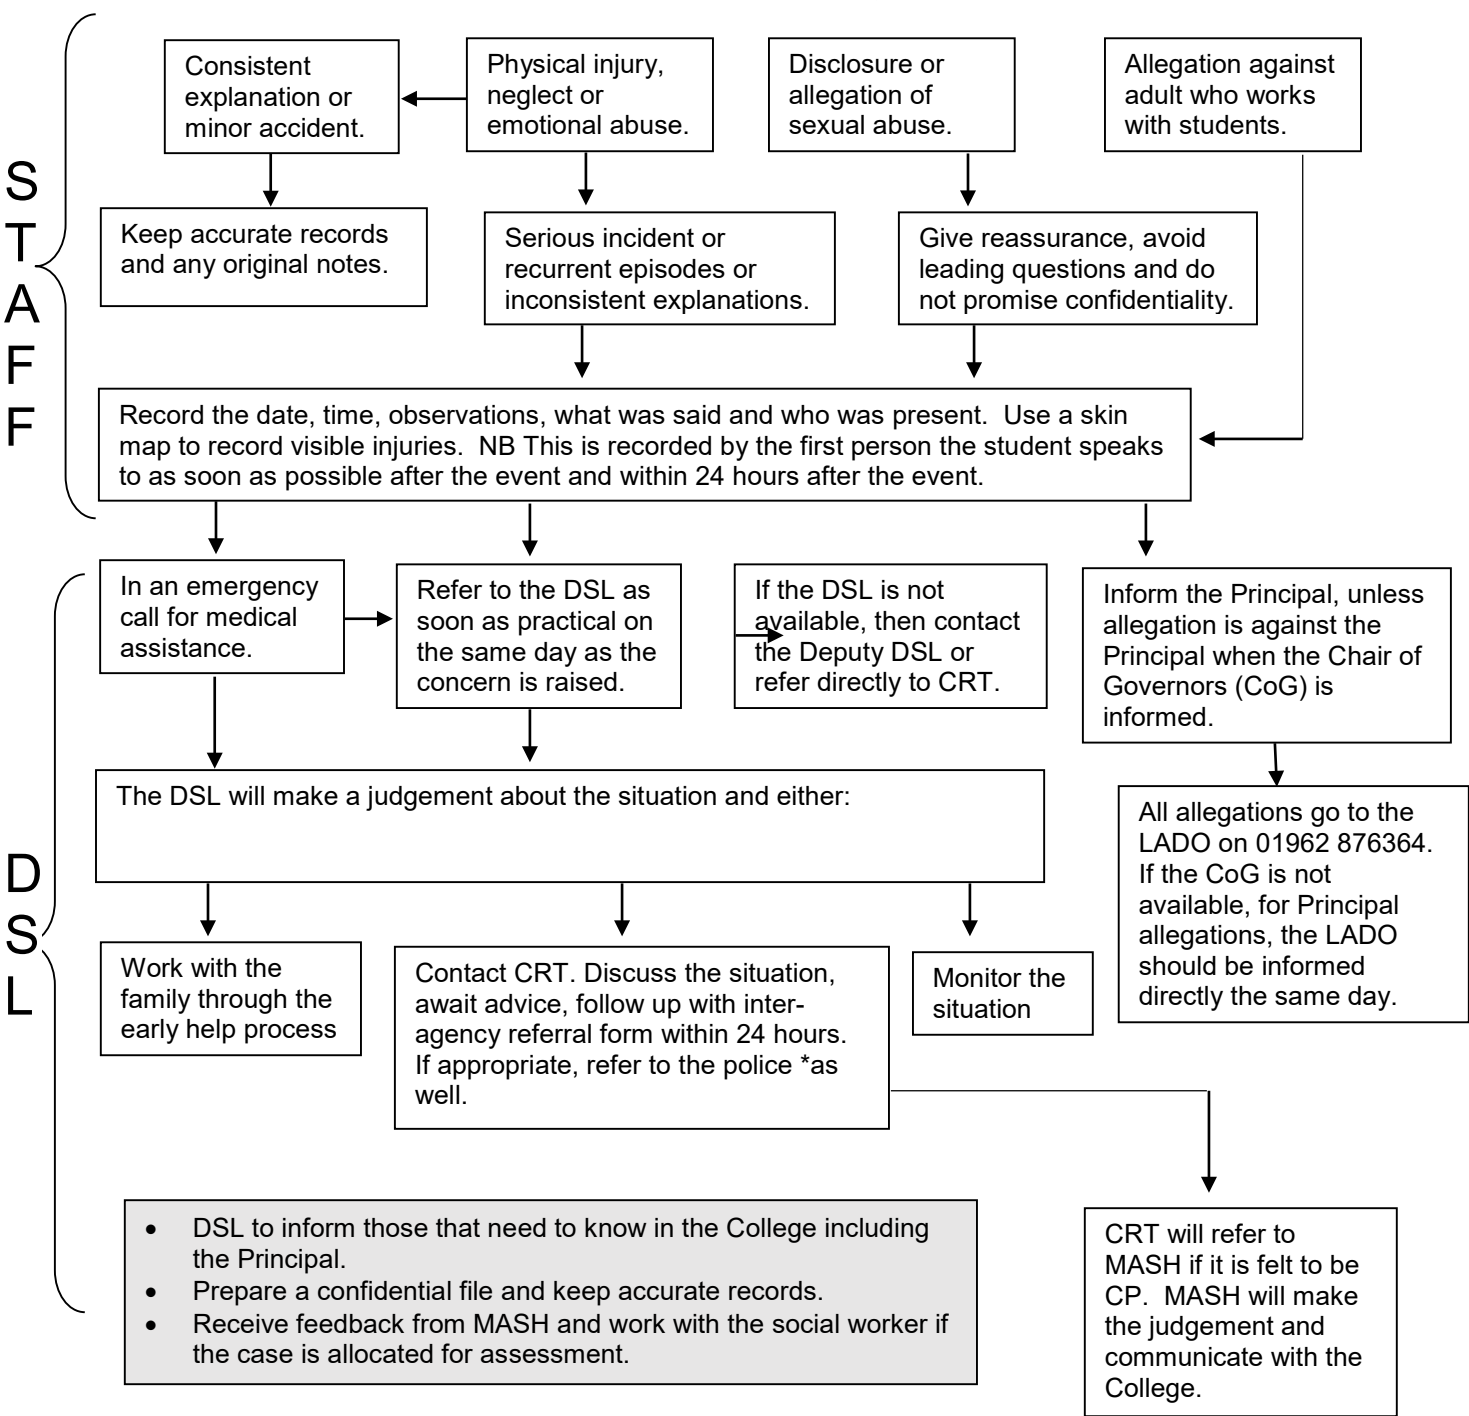 S
T
A
F
F
Consistent
explanation or
minor accident.
Physical injury,
neglect or
emotional abuse.
Disclosure or
allegation of
sexual abuse.
Allegation against
adult who works
with students.
Keep accurate records
and any original notes.
Serious incident or
recurrent episodes or
inconsistent explanations.
Give reassurance, avoid
leading questions and do
not promise confidentiality.
Record the date, time, observations, what was said and who was present.  Use a skin
map to record visible injuries.  NB This is recorded by the first person the student speaks
to as soon as possible after the event and within 24 hours after the event.
D
S
L
In an emergency
call for medical
assistance.
Refer to the DSL as
soon as practical on
the same day as the
concern is raised.
If the DSL is not
available, then contact
the Deputy DSL or
refer directly to CRT.
Inform the Principal, unless
allegation is against the
Principal when the Chair of
Governors (CoG) is
informed.
The DSL will make a judgement about the situation and either:
All allegations go to the
LADO on 01962 876364.
If the CoG is not
available, for Principal
allegations, the LADO
should be informed
directly the same day.
Work with the
family through the
early help process
Contact CRT. Discuss the situation,
await advice, follow up with inter-
agency referral form within 24 hours.
If appropriate, refer to the police *as
well.
Monitor the
situation
• DSL to inform those that need to know in the College including
the Principal.
• Prepare a confidential file and keep accurate records.
• Receive feedback from MASH and work with the social worker if
the case is allocated for assessment.
CRT will refer to
MASH if it is felt to be
CP.  MASH will make
the judgement and
communicate with the
College.